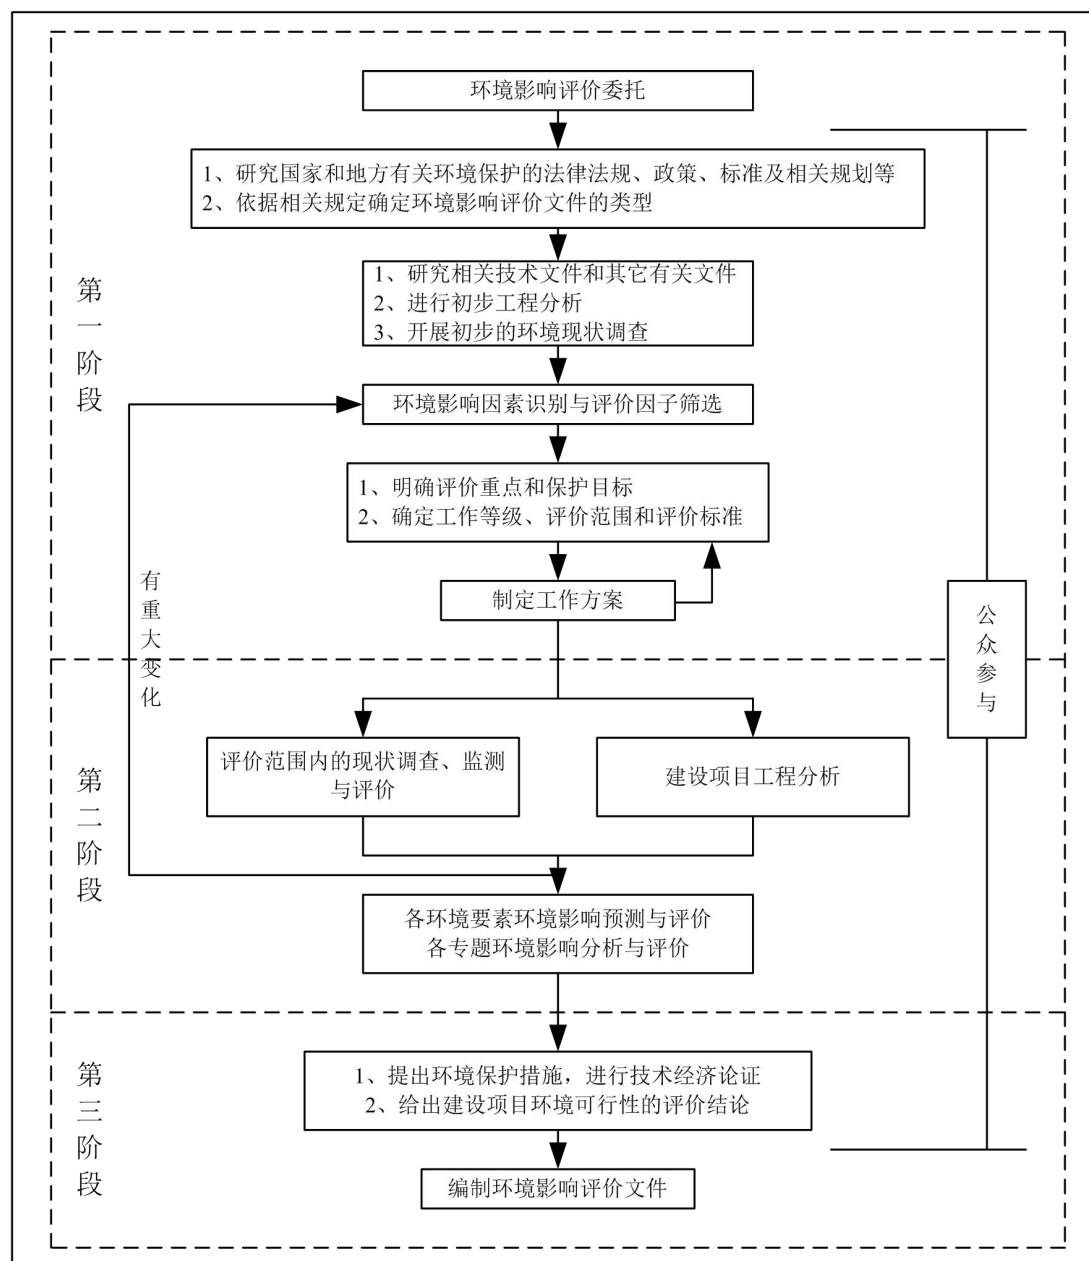 环境影响评价委托
1、研究国家和地方有关环境保护的法律法规、政策、标准及相关规划等
2、依据相关规定确定环境影响评价文件的类型
1、研究相关技术文件和其它有关文件
2、进行初步工程分析
3、开展初步的环境现状调查
第一阶段
环境影响因素识别与评价因子筛选
1、明确评价重点和保护目标
2、确定工作等级、评价范围和评价标准
制定工作方案
有重大变化
公众参与
评价范围内的现状调查、监测
与评价
建设项目工程分析
第二阶段
各环境要素环境影响预测与评价
各专题环境影响分析与评价
第三阶段
1、提出环境保护措施，进行技术经济论证
2、给出建设项目环境可行性的评价结论
编制环境影响评价文件